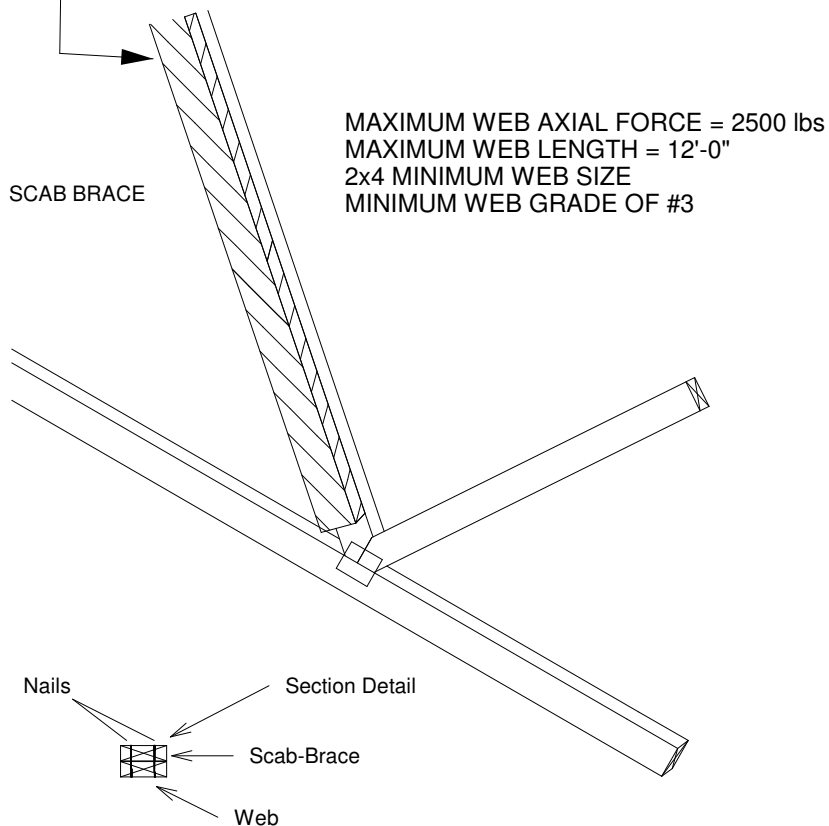 MAXIMUM WEB AXIAL FORCE = 2500 lbs
MAXIMUM WEB LENGTH = 12'-0"
2x4 MINIMUM WEB SIZE
MINIMUM WEB GRADE OF #3
SCAB BRACE
Nails
Section Detail
Scab-Brace
Web